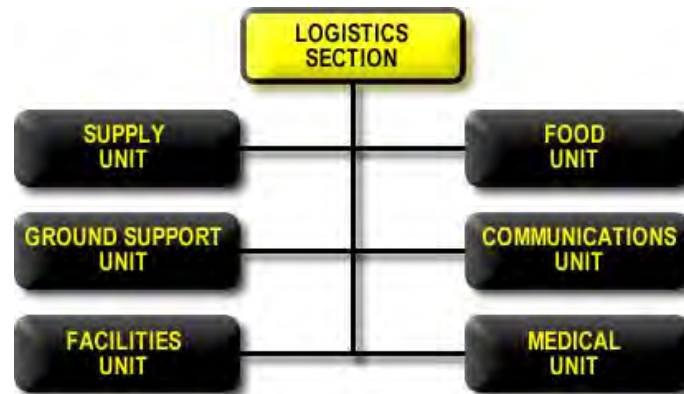 LOGISTICS
SECTION
SUPPLY
UNIT
FOOD
UNIT
GROUND SUPPORT
UNIT
COMMUNICATIONS
UNIT
FACILITIES
UNIT
MEDICAL
UNIT